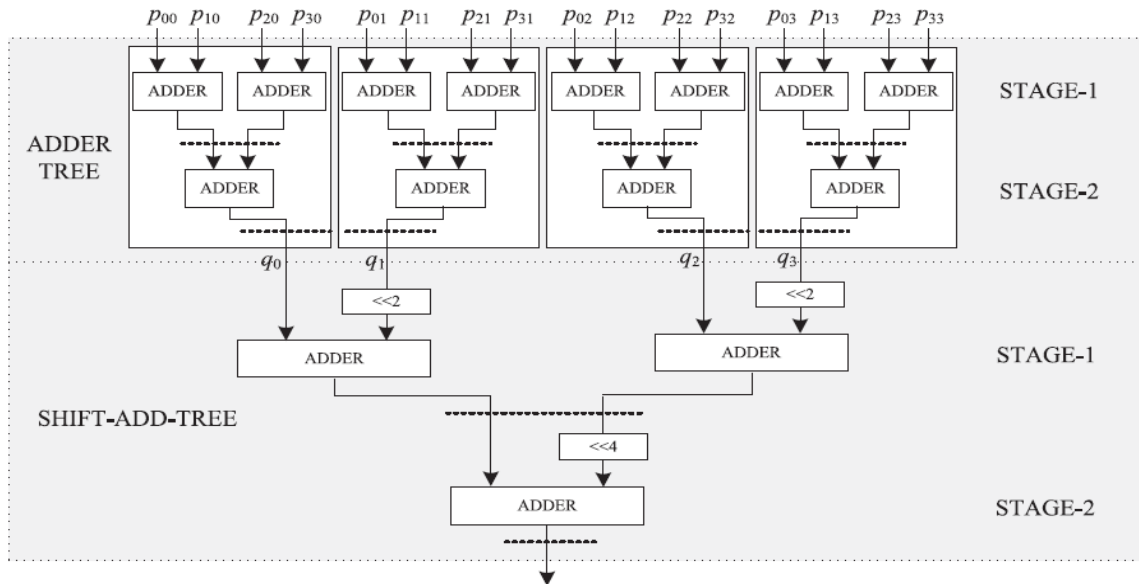 p00 p10 p20 p30 p01 p11 p21 p31 p02 p12 p22 p32 p03 p13 p23 p33
ADDER ADDER ADDER ADDER ADDER ADDER ADDER ADDER STAGE-1
ADDER
TREE
ADDER ADDER ADDER ADDER STAGE-2
q0 q1 q2 q3
<<2 <<2
ADDER ADDER STAGE-1
SHIFT-ADD-TREE
<<4
ADDER STAGE-2